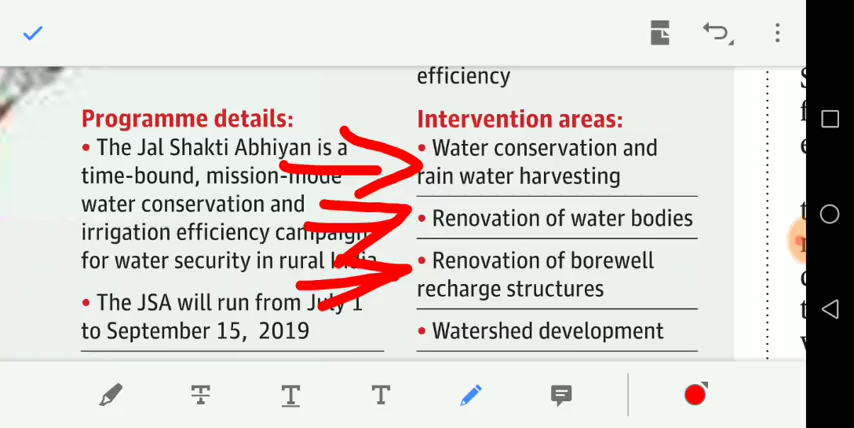 efficiency
Programme details:
• The Jal Shakti Abhiyan is a
time-bound, mission-mode
water conservation and
irrigation efficiency campaign
for water security in rural India
• The JSA will run from July 1
to September 15, 2019
Intervention areas:
• Water conservation and
rain water harvesting
• Renovation of water bodies
• Renovation of borewell
recharge structures
• Watershed development